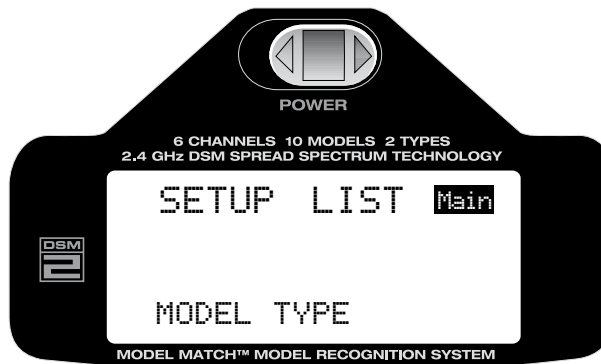 POWER
6 CHANNELS 10 MODELS 2 TYPES
2.4 GHz DSM SPREAD SPECTRUM TECHNOLOGY
SETUP LIST Main
DSM
2
MODEL TYPE
MODEL MATCH™ MODEL RECOGNITION SYSTEM